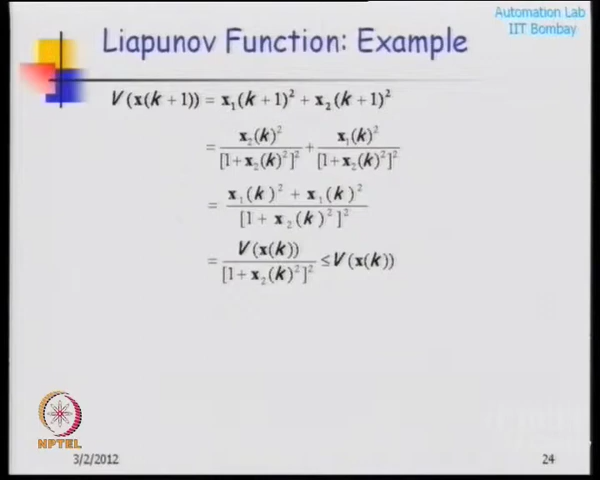 Automation Lab
IIT Bombay
Liapunov Function: Example
V(x(k+1)) = x₁(k+1)² + x₂(k+1)²
= x₂(k)² / [1+x₂(k)²]² + x₁(k)² / [1+x₂(k)²]²
= x₁(k)² + x₁(k)² / [1 + x₂(k)²]²
= V(x(k)) / [1+x₂(k)²]² ≤ V(x(k))
NPTEL
3/2/2012
24